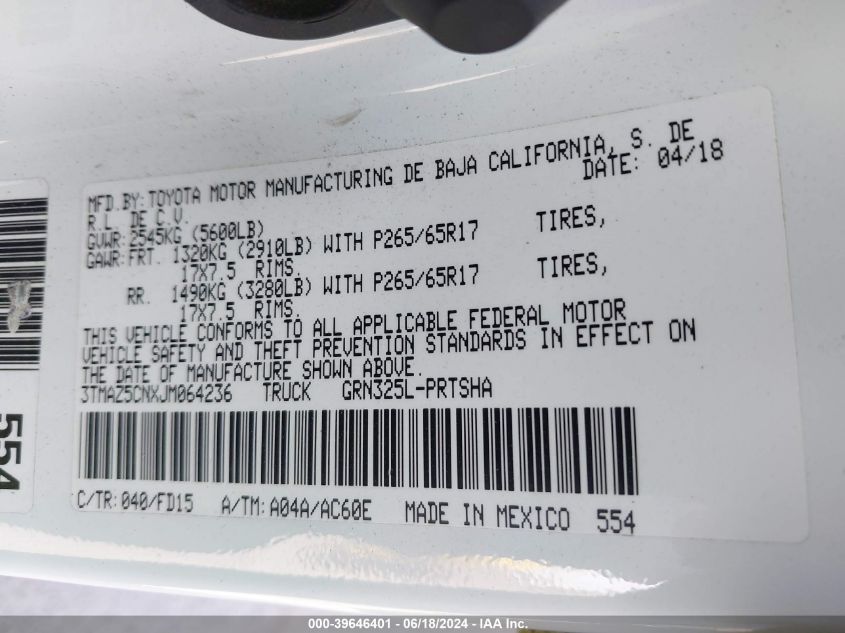 MFD.BY:TOYOTA MOTOR MANUFACTURING DE BAJA CALIFORNIA, S. DE
R.L. DE C.V. DATE: 04/18
GVWR:2545KG (5600LB)
GAWR:FRT. 1320KG (2910LB) WITH P265/65R17 TIRES,
17X7.5 RIMS.
RR. 1490KG (3280LB) WITH P265/65R17 TIRES,
17X7.5 RIMS.
THIS VEHICLE CONFORMS TO ALL APPLICABLE FEDERAL MOTOR
VEHICLE SAFETY AND THEFT PREVENTION STANDARDS IN EFFECT ON
THE DATE OF MANUFACTURE SHOWN ABOVE.
3TMAZ5CNXJM064236 TRUCK GRN325L-PRTSHA
C/TR:040/FD15 A/TM:A04A/AC60E MADE IN MEXICO 554
554
000-39646401 - 06/18/2024 - IAA Inc.